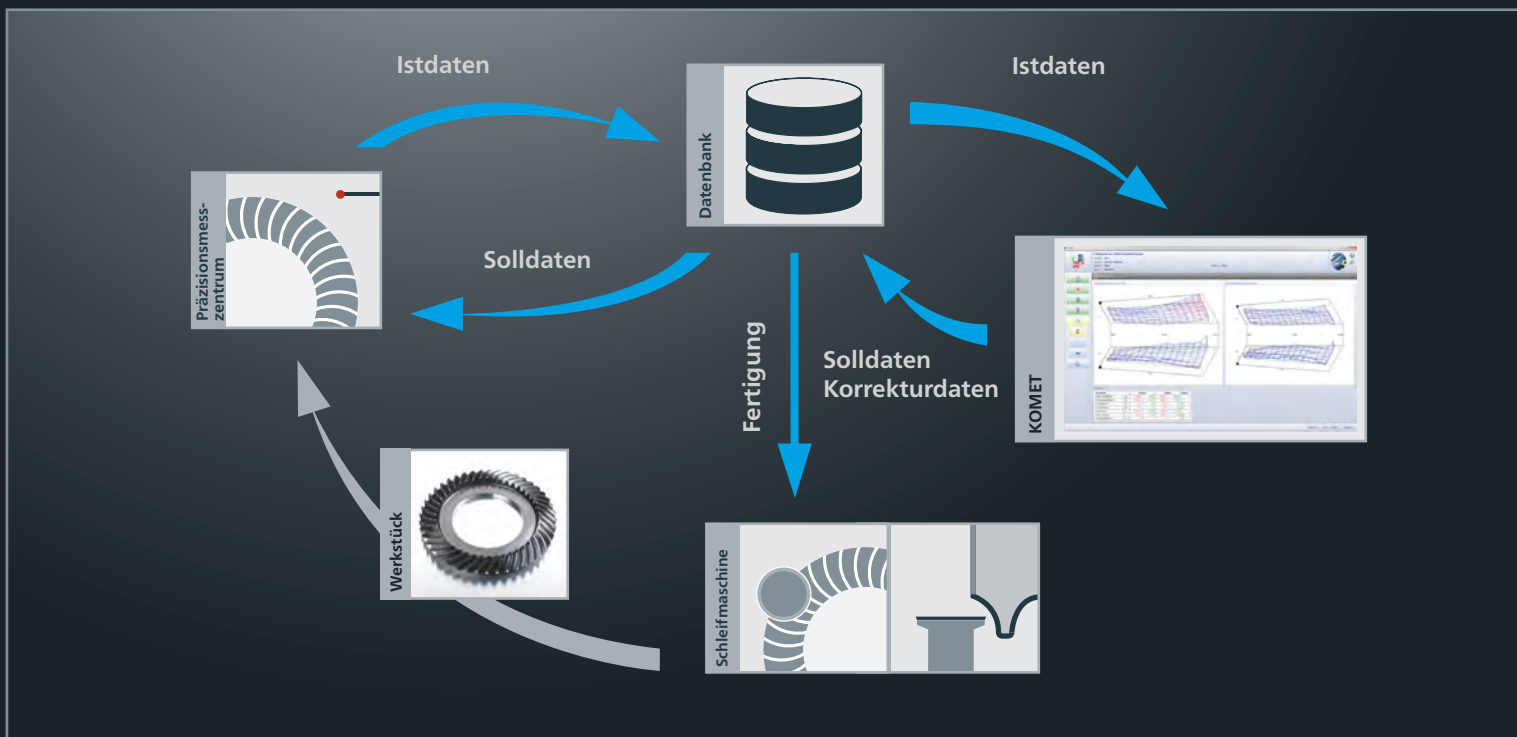 Istdaten
Istdaten
Datenbank
Präzisionsmess-
zentrum
Solldaten
Fertigung
Solldaten
Korrekturdaten
KOMET
Werkstück
Schleifmaschine